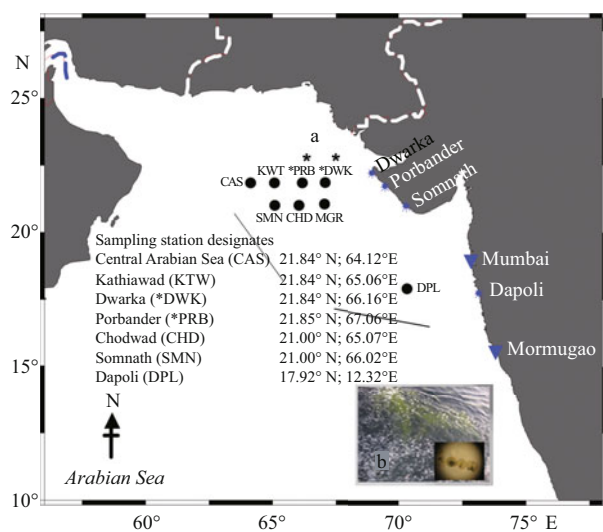 N
25°
20°
15°
10°
60° 65° 70° 75° E
a
* *
KWT *PRB *DWK
CAS
SMN CHD MGR
Dwarka
Porbander
Somnath
Sampling station designates
Central Arabian Sea (CAS) 21.84° N; 64.12°E
Kathiawad (KTW) 21.84° N; 65.06°E
Dwarka (*DWK) 21.84° N; 66.16°E
Porbander (*PRB) 21.85° N; 67.06°E
Chodwad (CHD) 21.00° N; 65.07°E
Somnath (SMN) 21.00° N; 66.02°E
Dapoli (DPL) 17.92° N; 12.32°E
DPL
Mumbai
Dapoli
Mormugao
N
Arabian Sea
b